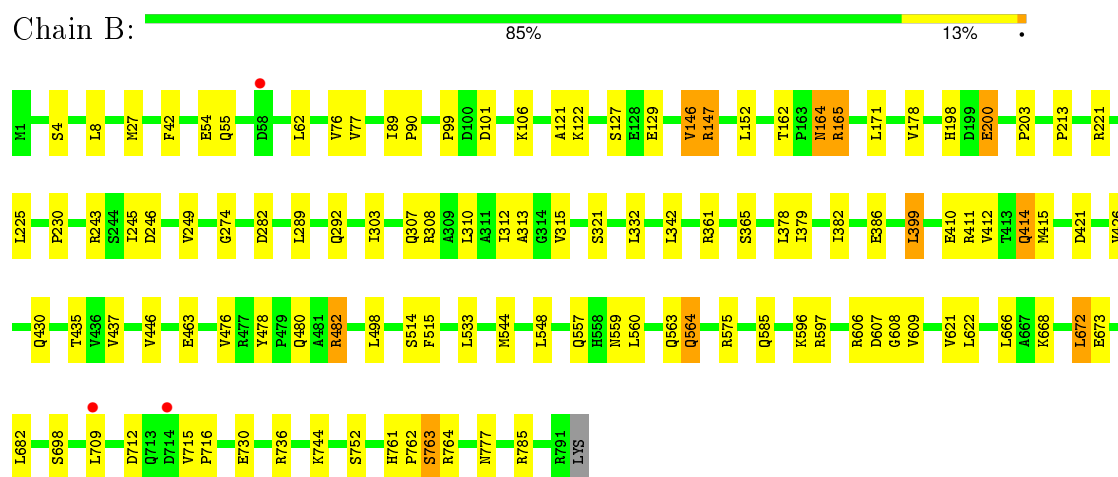 Chain B:
85% 13% •
M1 S4 L8 M27 F42 E54 Q55 D58 L62 V76 V77 I89 P90 P99 D100 D101 K106 A121 K122 S127 E128 E129 V146 R147 L152 T162 D163 N164 R165 L171 V178 H198 D199 E200 P203 P213 R221
L225 P230 R243 S244 I245 D246 V249 G274 D282 L289 Q292 I303 Q307 R308 A309 L310 A311 I312 A313 G314 V315 S321 L332 L342 R361 S365 L378 I379 I382 E386 L399 E410 R411 V412 T413 Q414 M415 D421 V426
Q430 T435 V436 V437 V446 E463 V476 R477 Y478 P479 Q480 A481 R482 L498 S514 F515 L533 M544 L548 Q557 H558 N559 L560 Q563 Q564 R575 Q585 K596 R597 R606 D607 G608 V609 V621 L622 L666 A667 K668 L672 E673
L682 S698 L709 D712 Q713 D714 V715 P716 E730 R736 K744 S752 H761 P762 S763 R764 N777 R785 R791 LYS